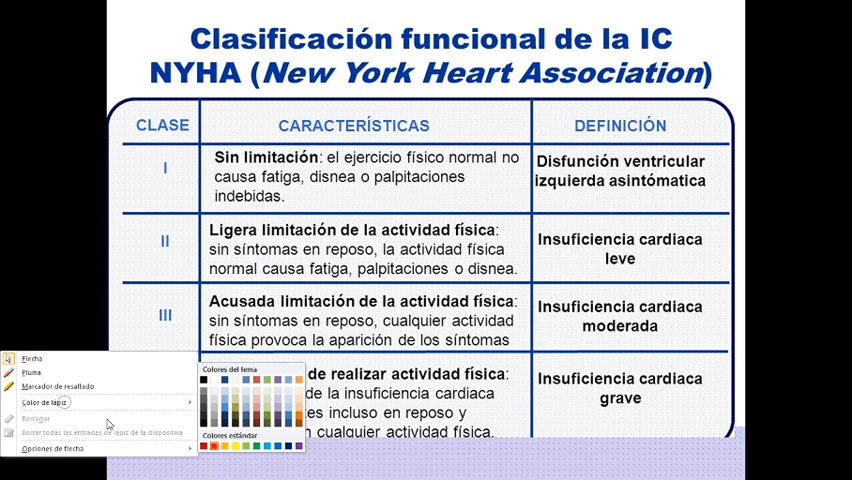 Clasificación funcional de la IC
NYHA (New York Heart Association)
CLASE
CARACTERÍSTICAS
DEFINICIÓN
I
Sin limitación: el ejercicio físico normal no
causa fatiga, disnea o palpitaciones
indebidas.
Disfunción ventricular
izquierda asintómatica
II
Ligera limitación de la actividad física:
sin síntomas en reposo, la actividad física
normal causa fatiga, palpitaciones o disnea.
Insuficiencia cardiaca
leve
III
Acusada limitación de la actividad física:
sin síntomas en reposo, cualquier actividad
física provoca la aparición de los síntomas
Insuficiencia cardiaca
moderada
de realizar actividad física:
de la insuficiencia cardiaca
incluso en reposo y
cualquier actividad física.
Insuficiencia cardiaca
grave
Flecha
Pluma
Marcador de resaltado
Color de lápiz
Borrador
Borrar todas las entradas de lápiz de la diapositiva
Opciones de flecha
Colores del tema
Colores estándar